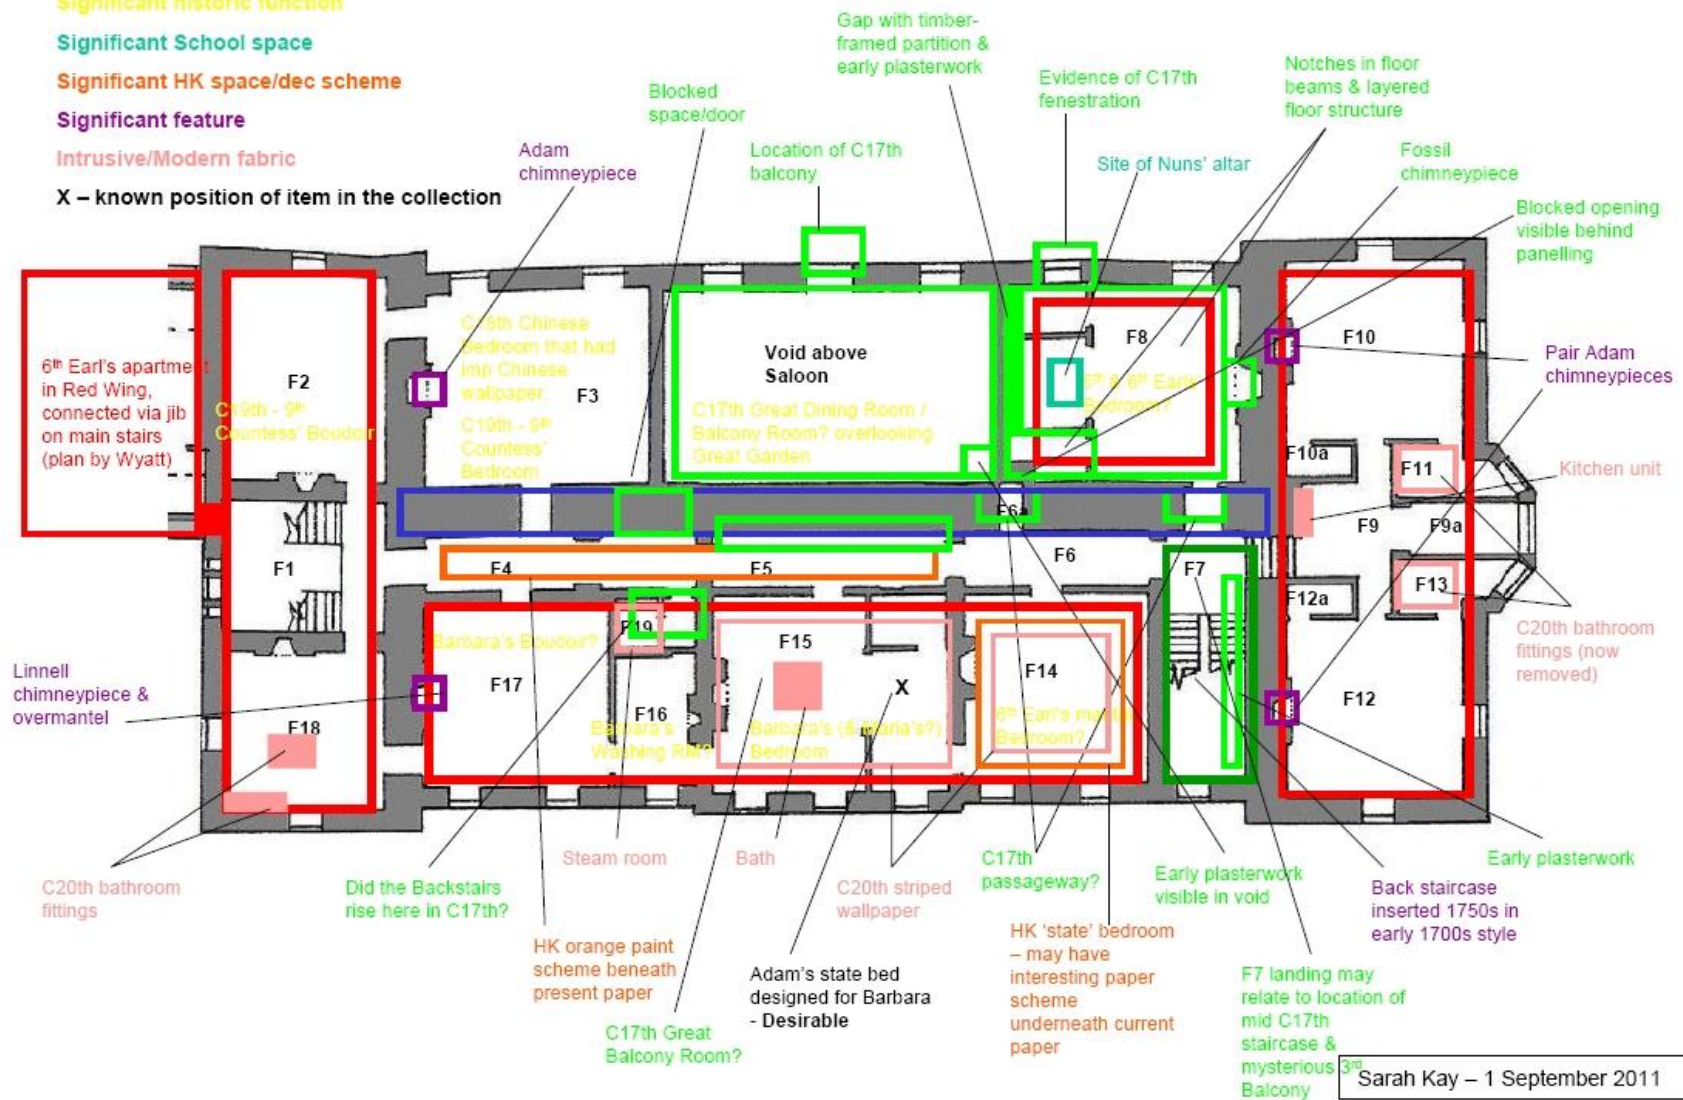 Significant historic function
Significant School space
Significant HK space/dec scheme
Significant feature
Intrusive/Modern fabric
X – known position of item in the collection
Adam
chimneypiece
Blocked
space/door
Location of C17th
balcony
Gap with timber-
framed partition &
early plasterwork
Evidence of C17th
fenestration
Site of Nuns' altar
Notches in floor
beams & layered
floor structure
Fossil
chimneypiece
Blocked opening
visible behind
panelling
Pair Adam
chimneypieces
Kitchen unit
C20th bathroom
fittings (now
removed)
6th Earl's apartment
in Red Wing,
connected via jib
on main stairs
(plan by Wyatt)
F2
C19th - 9th
Countess' Boudoir
C18th Chinese
Bedroom that had
imp Chinese
wallpaper.
C19th - 9th
Countess'
Bedroom
F3
Void above
Saloon
C17th Great Dining Room /
Balcony Room? overlooking
Great Garden
F8
5th & 6th Earls'
Bedroom?
F10
F10a
F11
F9
F9a
F13
F12a
F12
F1
F4
F5
F6a
F6
F7
F19
Barbara's Boudoir?
F17
F16
Barbara's
Washing RM?
F15
X
Barbara's (& Maria's?)
Bedroom
F14
6th Earl's marital
Bedroom?
F18
Linnell
chimneypiece &
overmantel
C20th bathroom
fittings
Did the Backstairs
rise here in C17th?
Steam room
Bath
C20th striped
wallpaper
C17th
passageway?
Early plasterwork
visible in void
Early plasterwork
Back staircase
inserted 1750s in
early 1700s style
HK orange paint
scheme beneath
present paper
C17th Great
Balcony Room?
Adam's state bed
designed for Barbara
- Desirable
HK 'state' bedroom
– may have
interesting paper
scheme
underneath current
paper
F7 landing may
relate to location of
mid C17th
staircase &
mysterious 3rd
Balcony
Sarah Kay – 1 September 2011